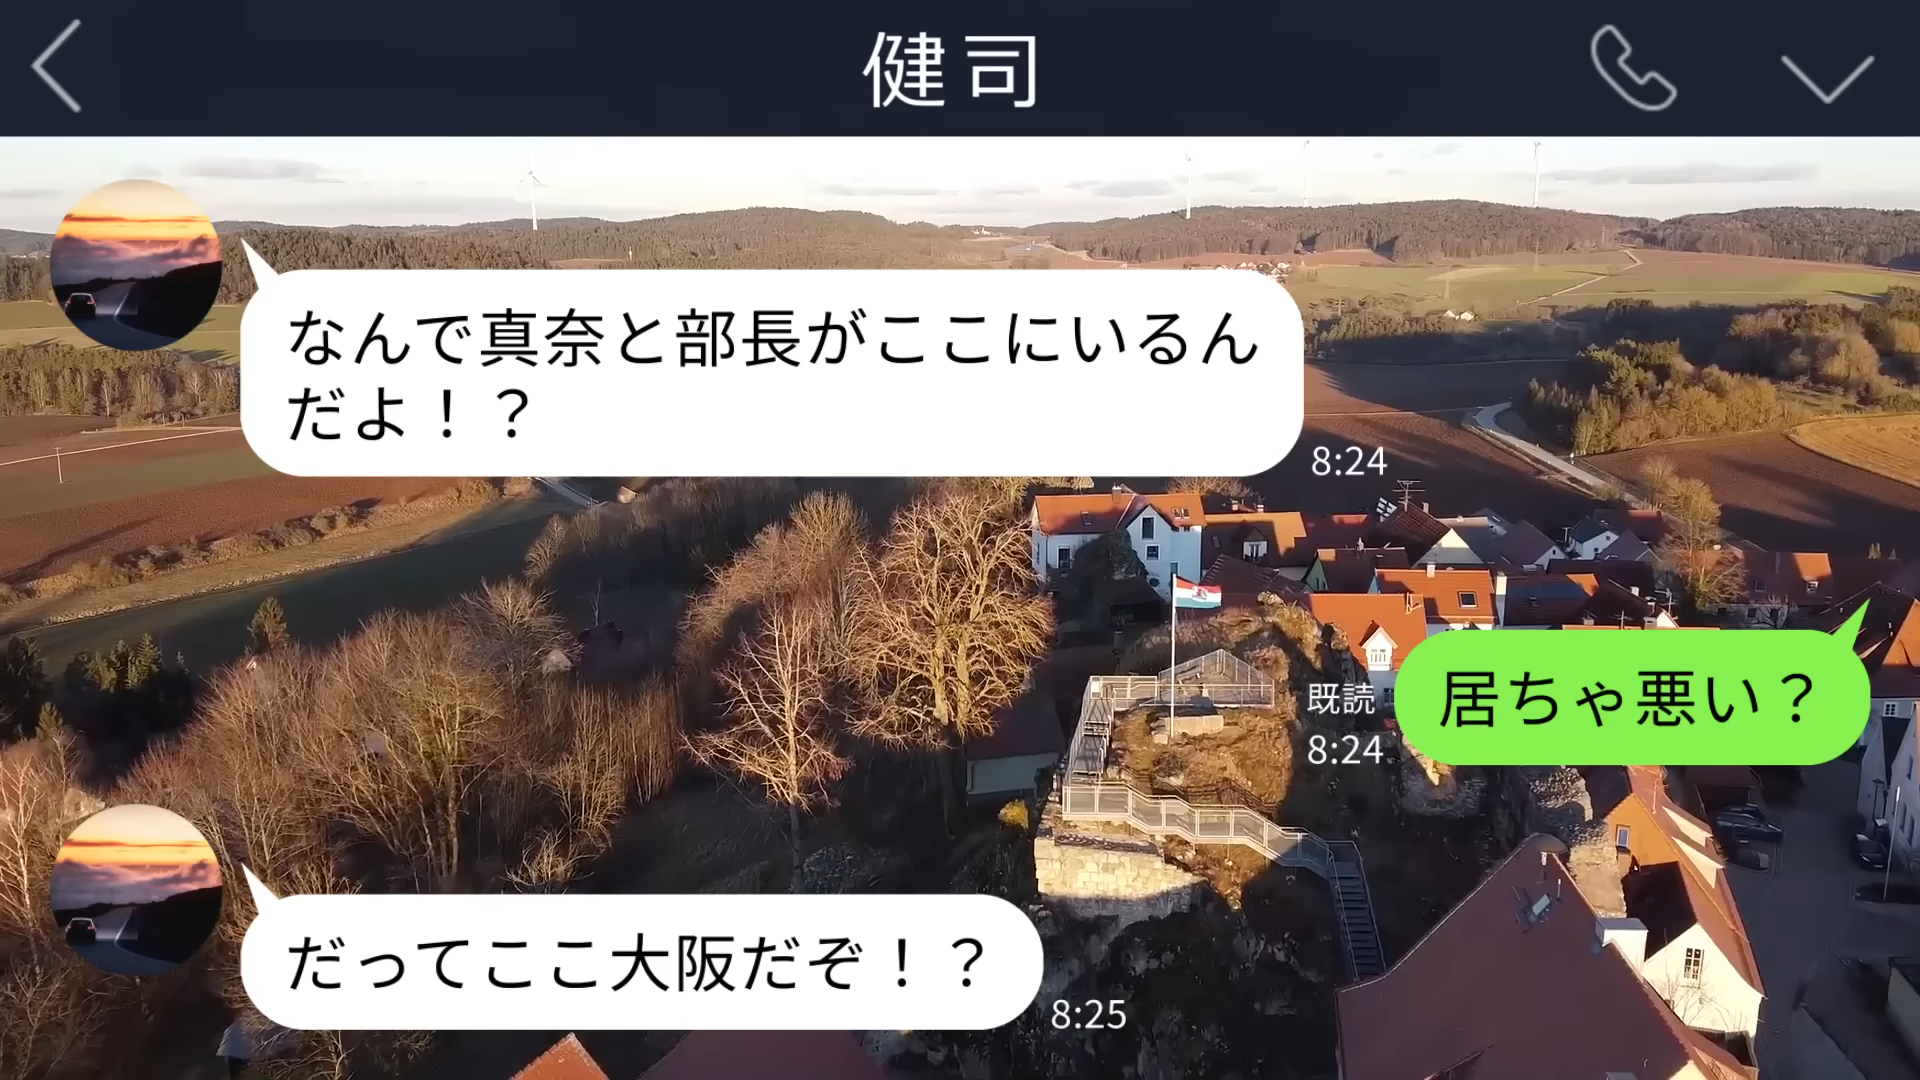 健司
なんで真奈と部長がここにいるん
だよ！？
8:24
居ちゃ悪い？
既読
8:24
だってここ大阪だぞ！？
8:25